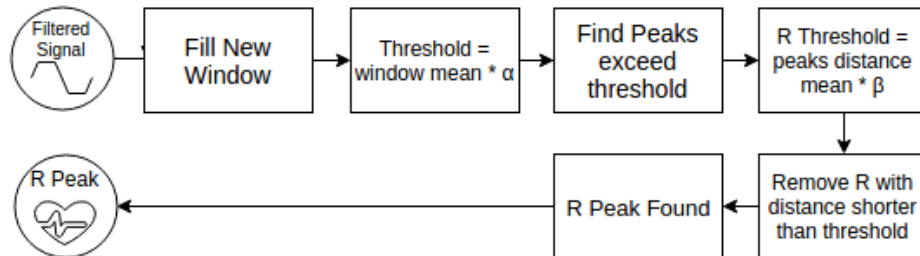 Filtered
Signal
Fill New
Window
Threshold =
window mean * α
Find Peaks
exceed
threshold
R Threshold =
peaks distance
mean * β
R Peak
R Peak Found
Remove R with
distance shorter
than threshold